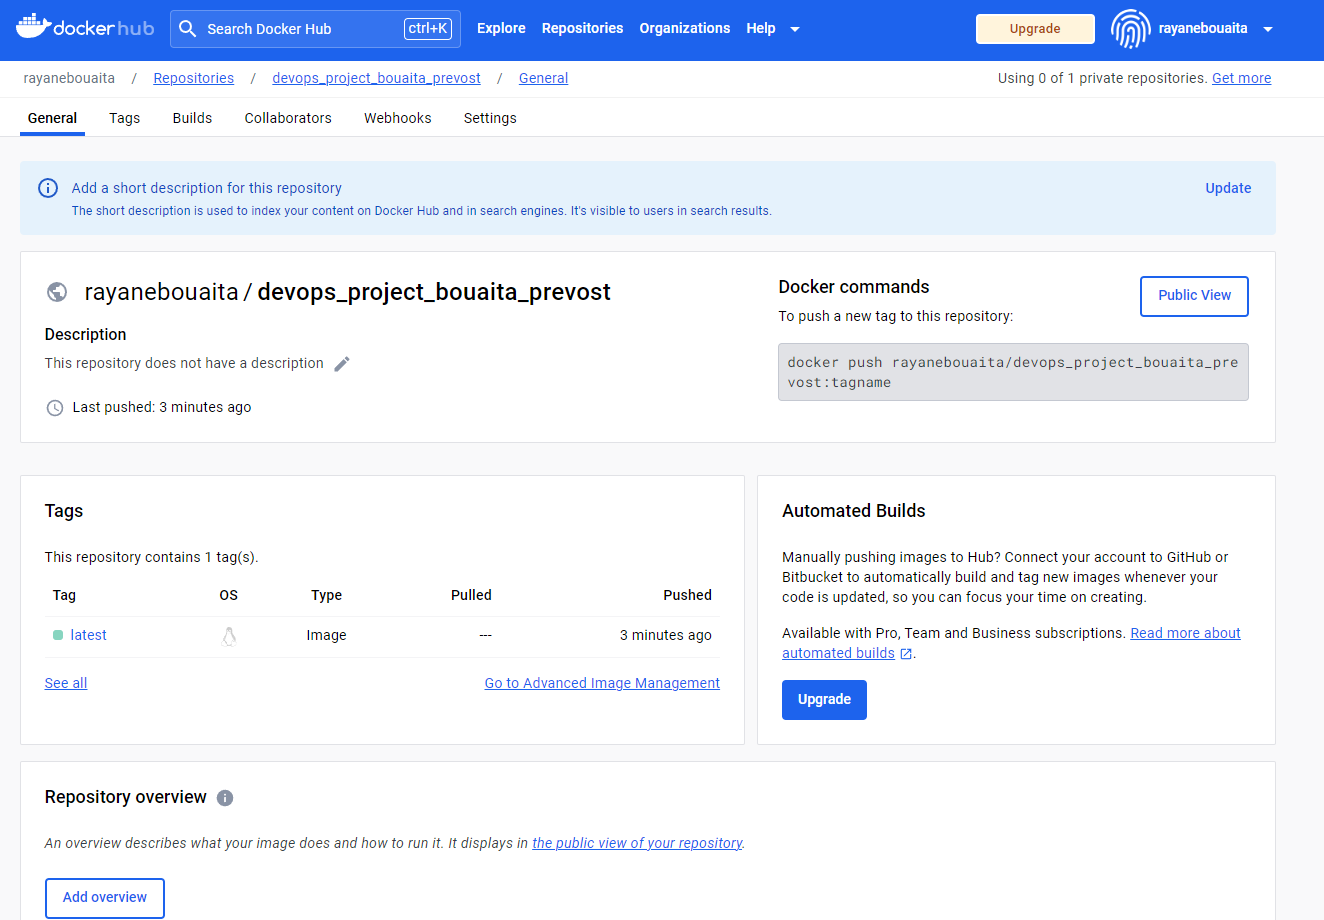 docker hub
Search Docker Hub
ctrl+K
Explore
Repositories
Organizations
Help
Upgrade
rayanebouaita
rayanebouaita / Repositories / devops_project_bouaita_prevost / General
Using 0 of 1 private repositories. Get more
General
Tags
Builds
Collaborators
Webhooks
Settings
Add a short description for this repository
Update
The short description is used to index your content on Docker Hub and in search engines. It's visible to users in search results.
rayanebouaita / devops_project_bouaita_prevost
Description
This repository does not have a description
Last pushed: 3 minutes ago
Docker commands
Public View
To push a new tag to this repository:
docker push rayanebouaita/devops_project_bouaita_pre
vost:tagname
Tags
This repository contains 1 tag(s).
Tag OS Type Pulled Pushed
latest Image --- 3 minutes ago
See all
Go to Advanced Image Management
Automated Builds
Manually pushing images to Hub? Connect your account to GitHub or
Bitbucket to automatically build and tag new images whenever your
code is updated, so you can focus your time on creating.
Available with Pro, Team and Business subscriptions. Read more about
automated builds .
Upgrade
Repository overview
An overview describes what your image does and how to run it. It displays in the public view of your repository.
Add overview